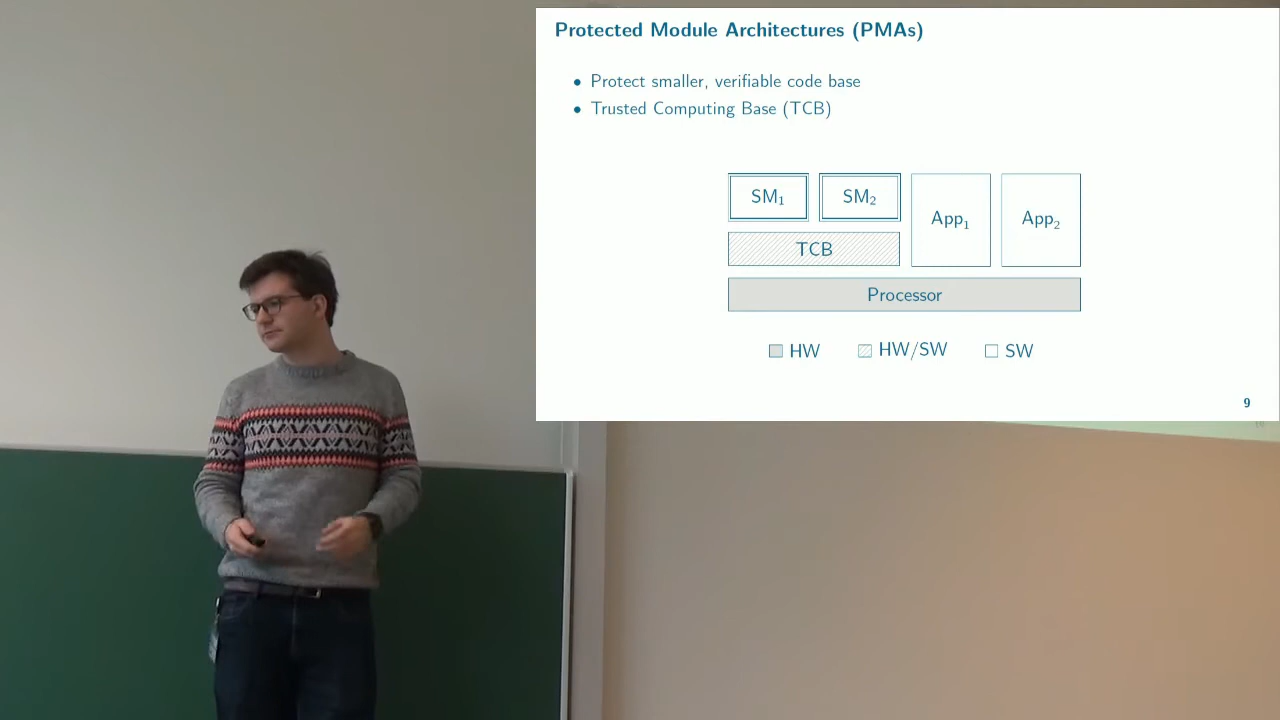 Protected Module Architectures (PMAs)
• Protect smaller, verifiable code base
• Trusted Computing Base (TCB)
SM₁ SM₂ App₁ App₂
TCB
Processor
HW HW/SW SW
9